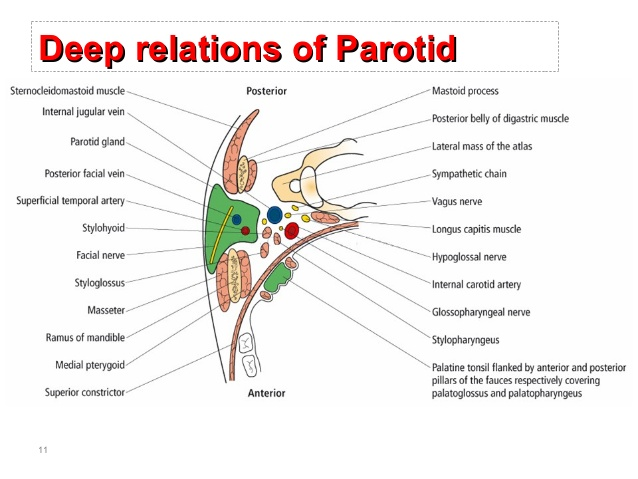 Deep relations of Parotid
Posterior
Sternocleidomastoid muscle
Internal jugular vein
Parotid gland
Posterior facial vein
Superficial temporal artery
Stylohyoid
Facial nerve
Styloglossus
Masseter
Ramus of mandible
Medial pterygoid
Superior constrictor
Mastoid process
Posterior belly of digastric muscle
Lateral mass of the atlas
Sympathetic chain
Vagus nerve
Longus capitis muscle
Hypoglossal nerve
Internal carotid artery
Glossopharyngeal nerve
Stylopharyngeus
Palatine tonsil flanked by anterior and posterior
pillars of the fauces respectively covering
palatoglossus and palatopharyngeus
Anterior
11